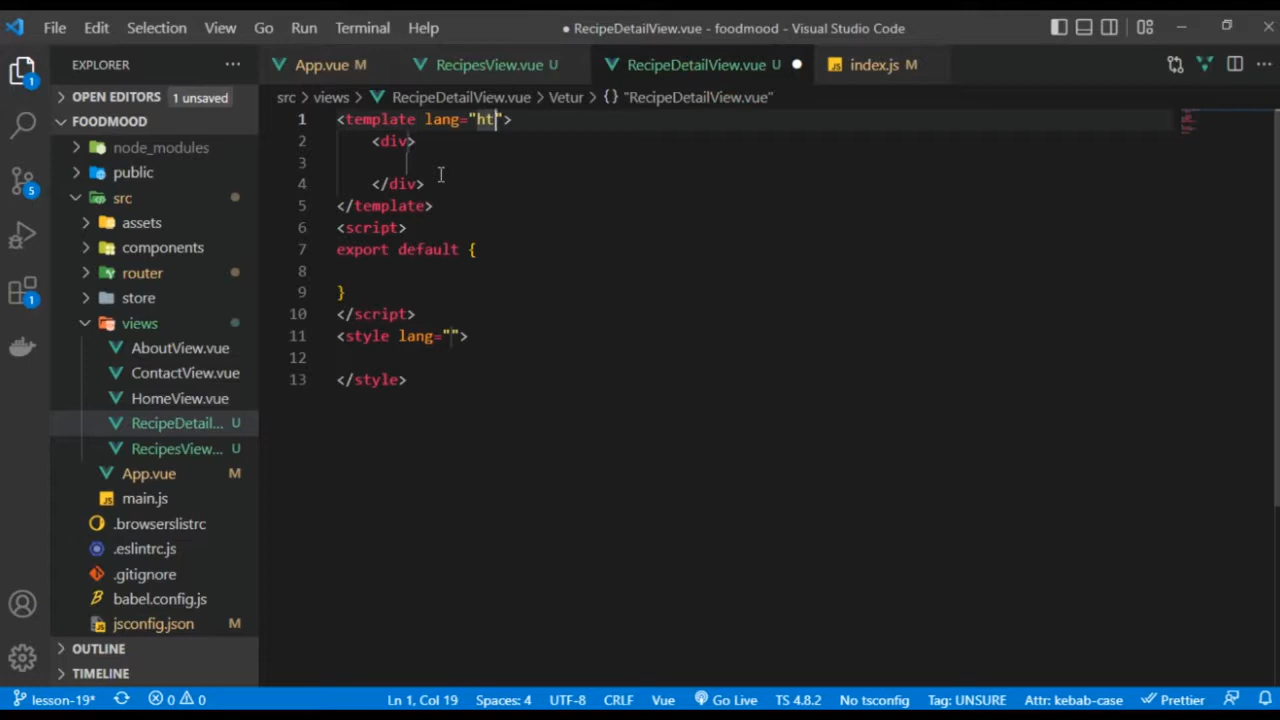 File Edit Selection View Go Run Terminal Help
● RecipeDetailView.vue - foodmood - Visual Studio Code
EXPLORER
App.vue M
RecipesView.vue U
RecipeDetailView.vue U
index.js M
OPEN EDITORS 1 unsaved
src > views > RecipeDetailView.vue > Vetur > {} "RecipeDetailView.vue"
FOODMOOD
node_modules
public
src
assets
components
router
store
views
AboutView.vue
ContactView.vue
HomeView.vue
RecipeDetail... U
RecipesView... U
App.vue M
main.js
.browserslistrc
.eslintrc.js
.gitignore
babel.config.js
jsconfig.json M
OUTLINE
TIMELINE
1
5
1
1 <template lang="ht">
2 <div>
3
4 </div>
5 </template>
6 <script>
7 export default {
8
9 }
10 </script>
11 <style lang="">
12
13 </style>
lesson-19* 0 0 Ln 1, Col 19 Spaces: 4 UTF-8 CRLF Vue Go Live TS 4.8.2 No tsconfig Tag: UNSURE Attr: kebab-case Prettier